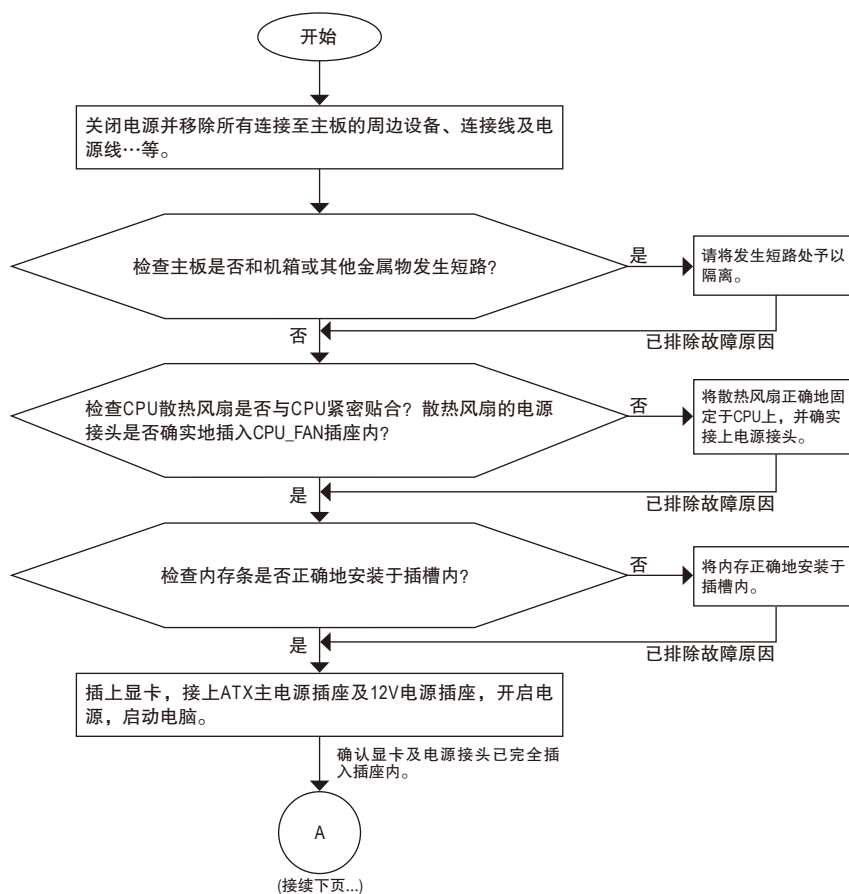 开始
关闭电源并移除所有连接至主板的周边设备、连接线及电
源线…等。
检查主板是否和机箱或其他金属物发生短路?
是
请将发生短路处予以
隔离。
否
已排除故障原因
检查CPU散热风扇是否与CPU紧密贴合? 散热风扇的电源
接头是否确实地插入CPU_FAN插座内?
否
将散热风扇正确地固
定于CPU上，并确实
接上电源接头。
是
已排除故障原因
检查内存条是否正确地安装于插槽内?
否
将内存正确地安装于
插槽内。
是
已排除故障原因
插上显卡，接上ATX主电源插座及12V电源插座，开启电
源，启动电脑。
确认显卡及电源接头已完全插
入插座内。
A
(接续下页...)